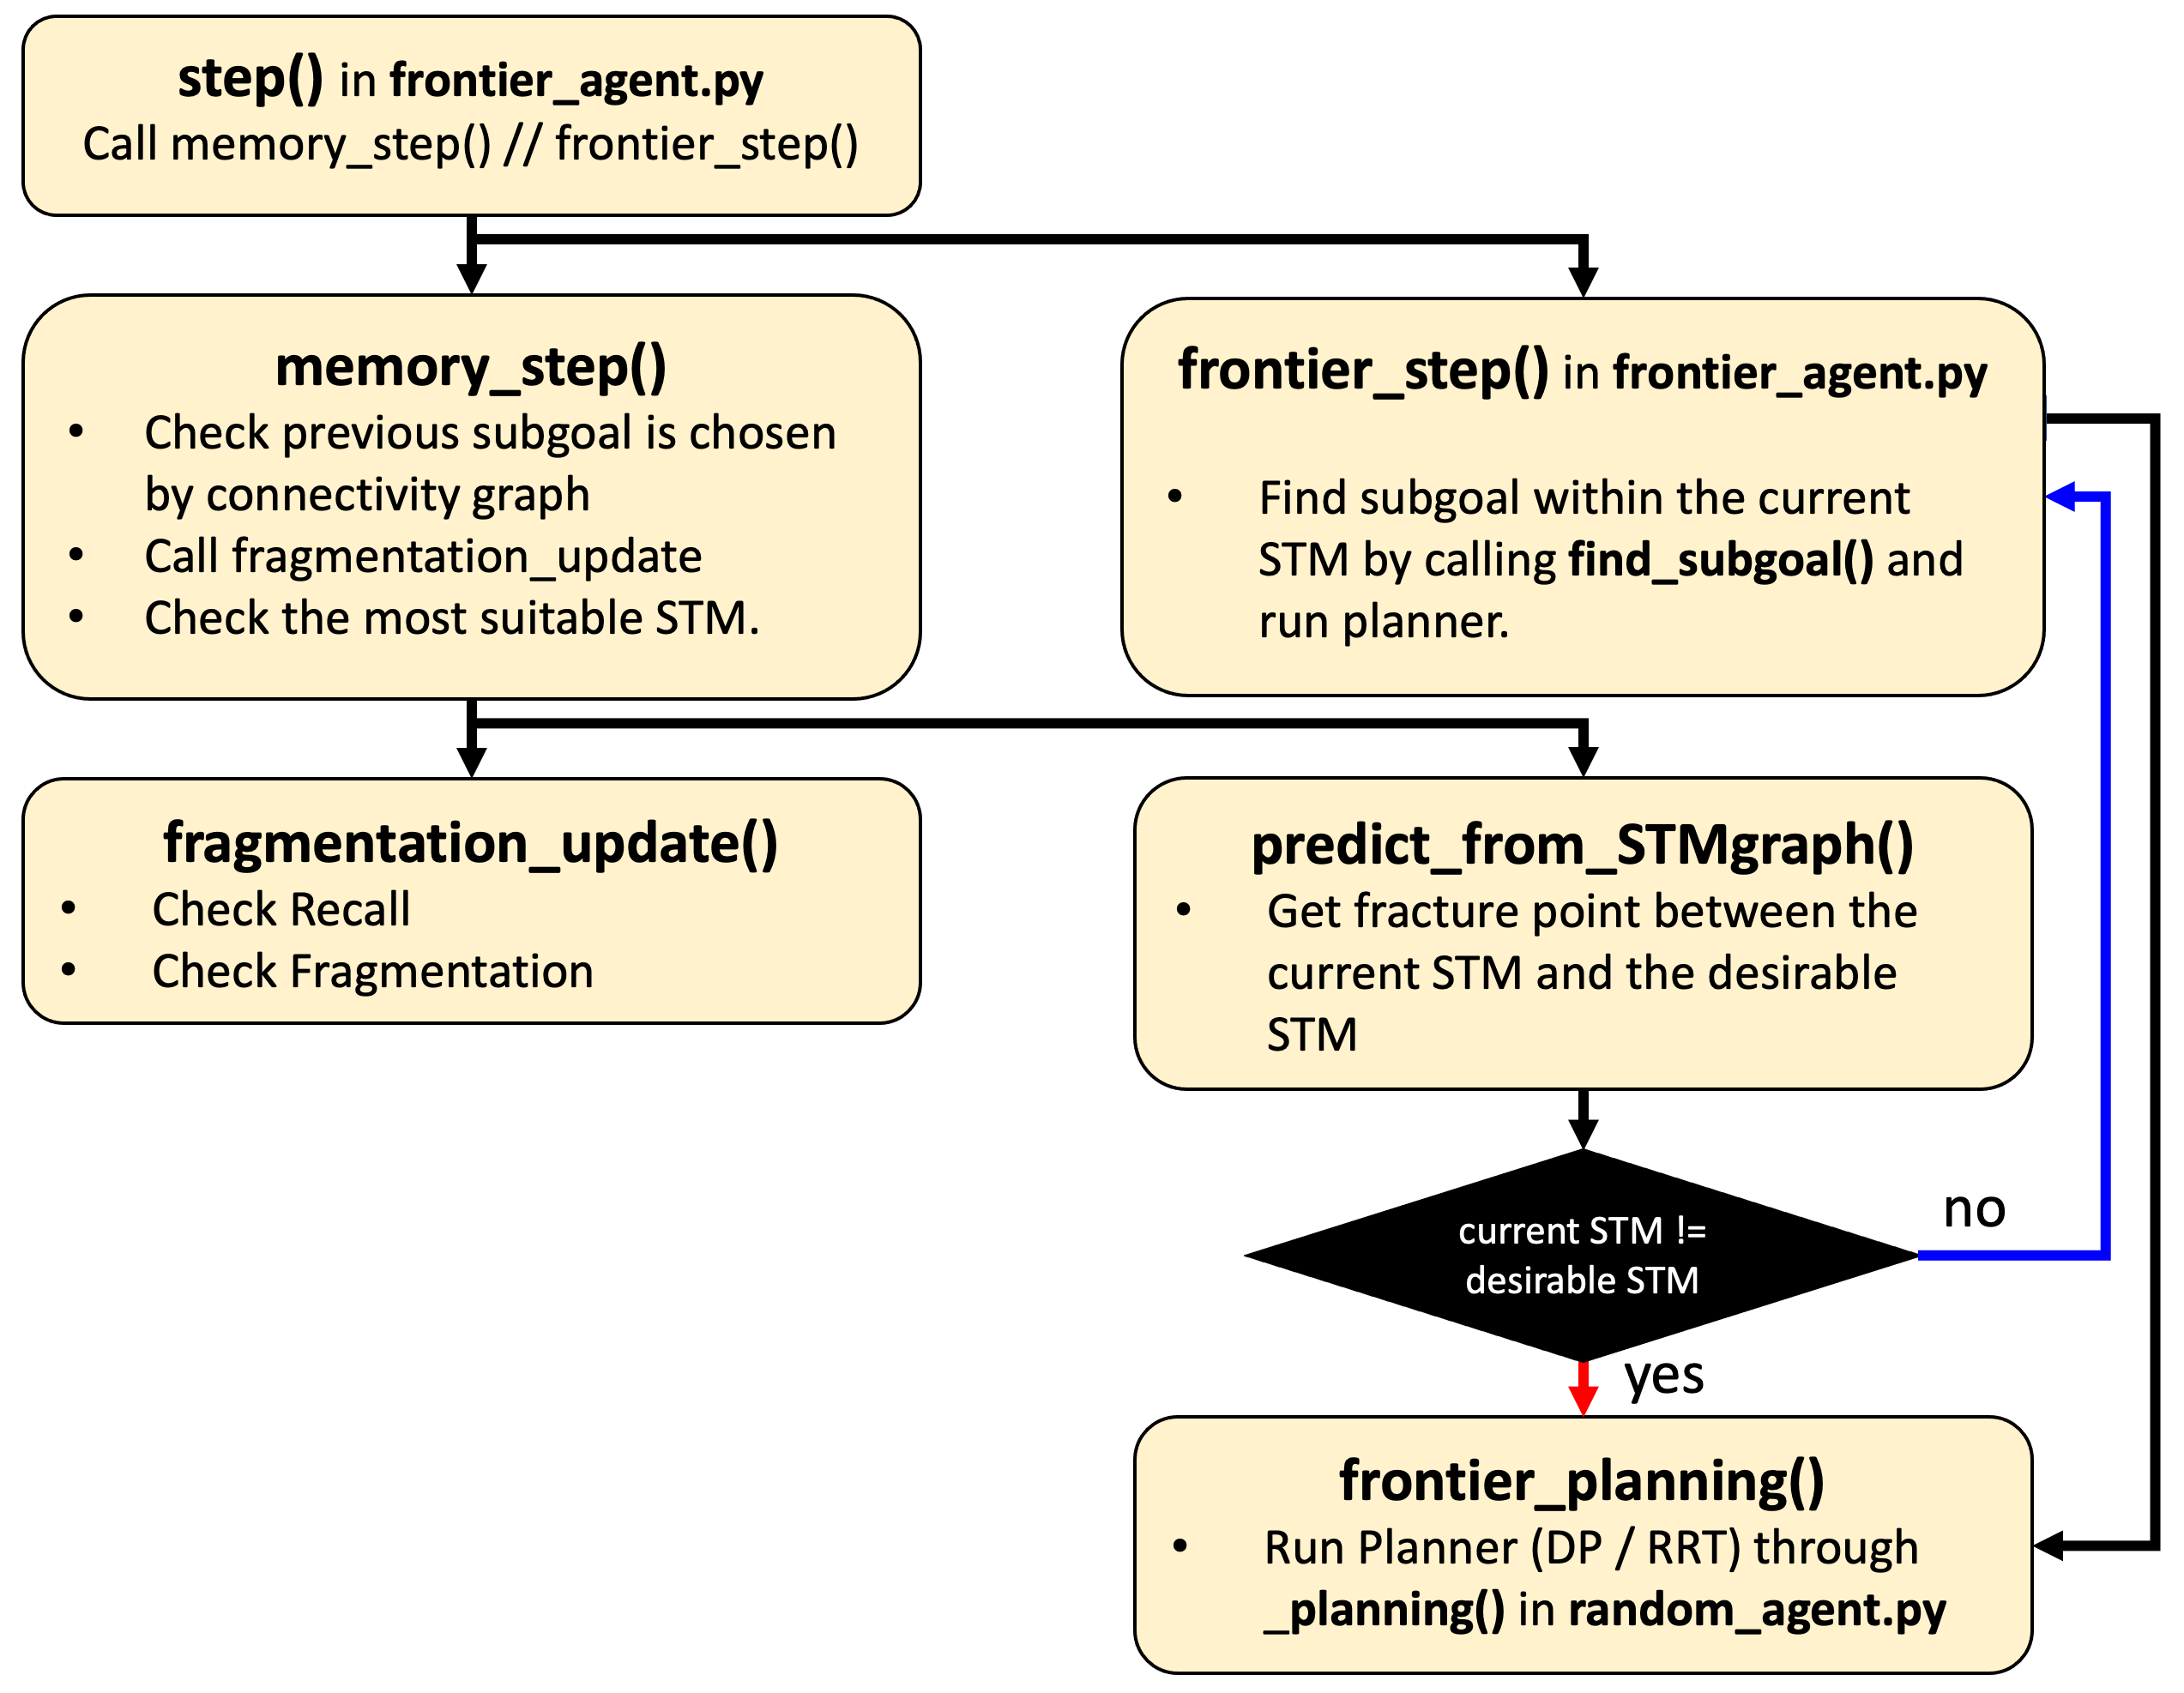 step() in frontier_agent.py
Call memory_step() // frontier_step()
memory_step()
• Check previous subgoal is chosen
by connectivity graph
• Call fragmentation_update
• Check the most suitable STM.
frontier_step() in frontier_agent.py
• Find subgoal within the current
STM by calling find_subgoal() and
run planner.
fragmentation_update()
• Check Recall
• Check Fragmentation
predict_from_STMgraph()
• Get fracture point between the
current STM and the desirable
STM
current STM !=
desirable STM
no
yes
frontier_planning()
• Run Planner (DP / RRT) through
_planning() in random_agent.py